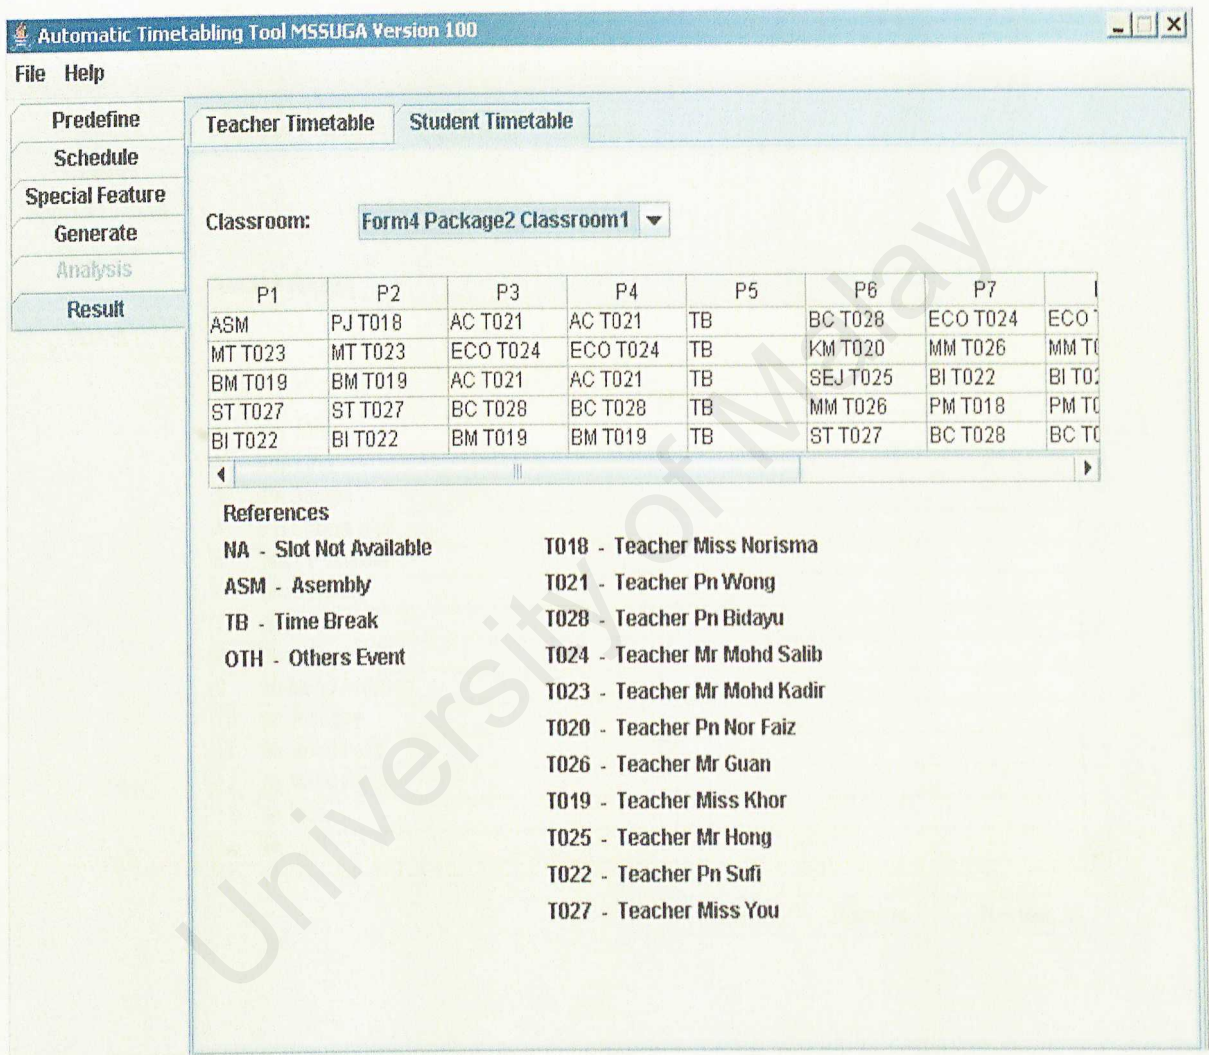 Automatic Timetabling Tool MSSUGA Version 100
File Help
Predefine
Schedule
Special Feature
Generate
Analysis
Result
Teacher Timetable Student Timetable
Classroom: Form4 Package2 Classroom1
P1 P2 P3 P4 P5 P6 P7
ASM PJ T018 AC T021 AC T021 TB BC T028 ECO T024 ECO
MT T023 MT T023 ECO T024 ECO T024 TB KM T020 MM T026 MM
BM T019 BM T019 AC T021 AC T021 TB SEJ T025 BI T022 BI
ST T027 ST T027 BC T028 BC T028 TB MM T026 PM T018 PM
BI T022 BI T022 BM T019 BM T019 TB ST T027 BC T028 BC
References
NA - Slot Not Available
ASM - Asembly
TB - Time Break
OTH - Others Event
T018 - Teacher Miss Norisma
T021 - Teacher Pn Wong
T028 - Teacher Pn Bidayu
T024 - Teacher Mr Mohd Salib
T023 - Teacher Mr Mohd Kadir
T020 - Teacher Pn Nor Faiz
T026 - Teacher Mr Guan
T019 - Teacher Miss Khor
T025 - Teacher Mr Hong
T022 - Teacher Pn Sufi
T027 - Teacher Miss You
University of Malaya